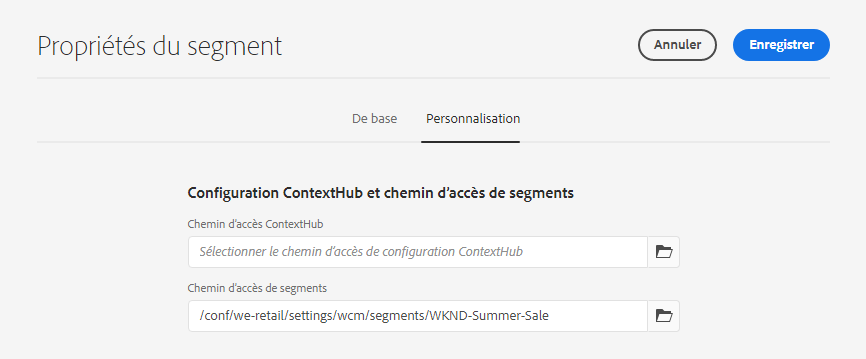 Propriétés du segment
Annuler
Enregistrer
De base
Personnalisation
Configuration ContextHub et chemin d’accès de segments
Chemin d’accès ContextHub
Sélectionner le chemin d’accès de configuration ContextHub
Chemin d’accès de segments
/conf/we-retail/settings/wcm/segments/WKND-Summer-Sale